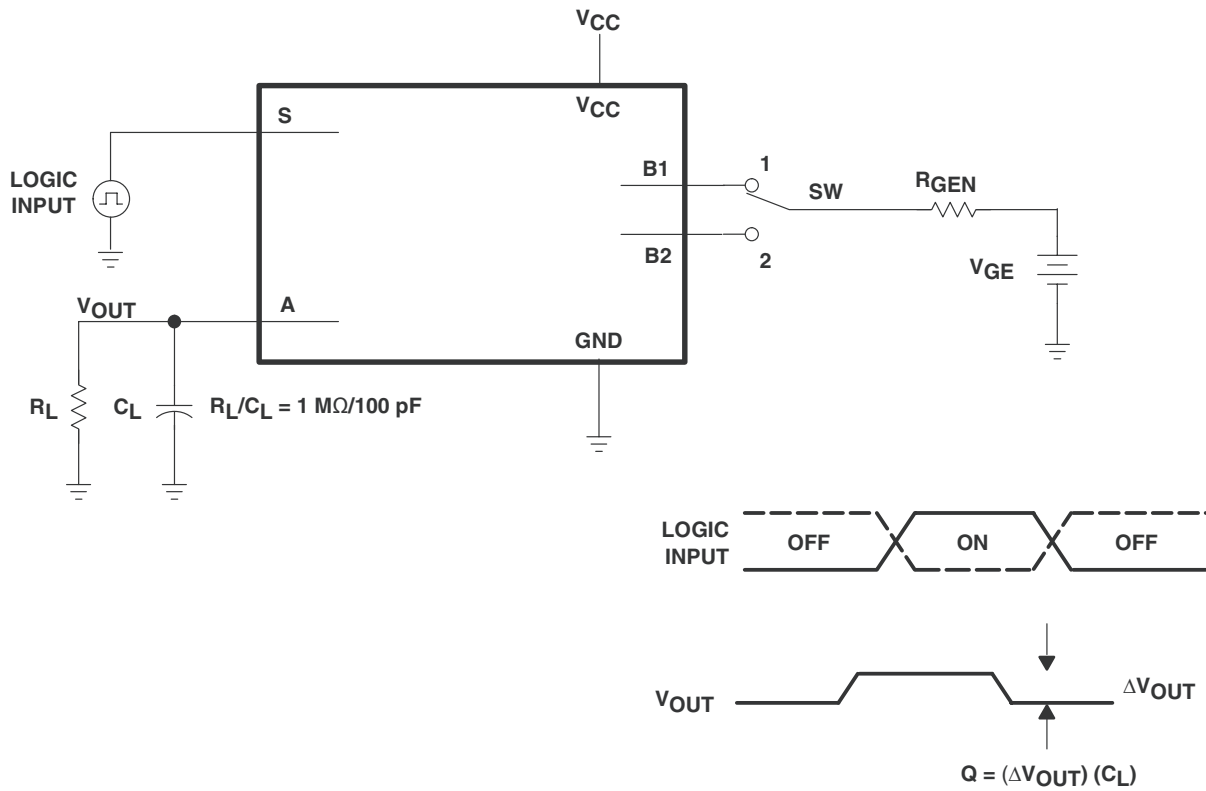 VCC
VCC
S
LOGIC
INPUT
B1
1
SW
RGEN
B2
2
VGE
VOUT
A
GND
RL
CL
RL/CL = 1 MΩ/100 pF
LOGIC
INPUT
OFF
ON
OFF
VOUT
ΔVOUT
Q = (ΔVOUT) (CL)